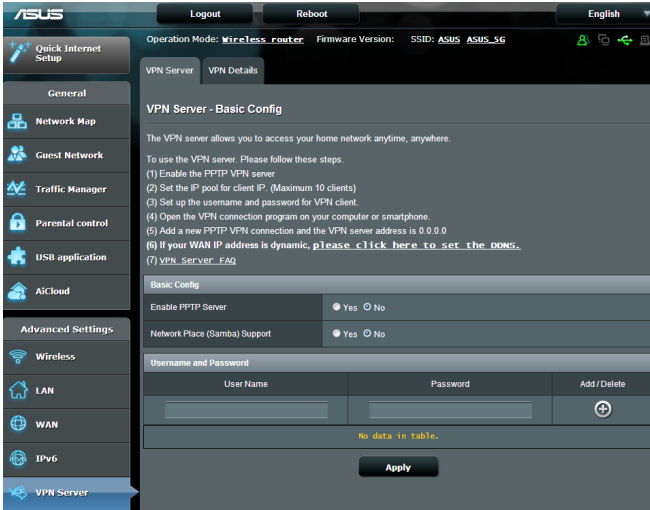 ASUS
Logout
Reboot
English
Quick Internet
Setup
Operation Mode: Wireless router Firmware Version: SSID: ASUS ASUS_5G
VPN Server
VPN Details
General
Network Map
Guest Network
Traffic Manager
Parental control
USB application
AiCloud
Advanced Settings
Wireless
LAN
WAN
IPv6
VPN Server
VPN Server - Basic Config
The VPN server allows you to access your home network anytime, anywhere.
To use the VPN server. Please follow these steps.
(1) Enable the PPTP VPN server
(2) Set the IP pool for client IP. (Maximum 10 clients)
(3) Set up the username and password for VPN client.
(4) Open the VPN connection program on your computer or smartphone.
(5) Add a new PPTP VPN connection and the VPN server address is 0.0.0.0
(6) If your WAN IP address is dynamic, please click here to set the DDNS.
(7) VPN Server FAQ
Basic Config
Enable PPTP Server
Yes No
Network Place (Samba) Support
Yes No
Username and Password
User Name
Password
Add / Delete
No data in table.
Apply